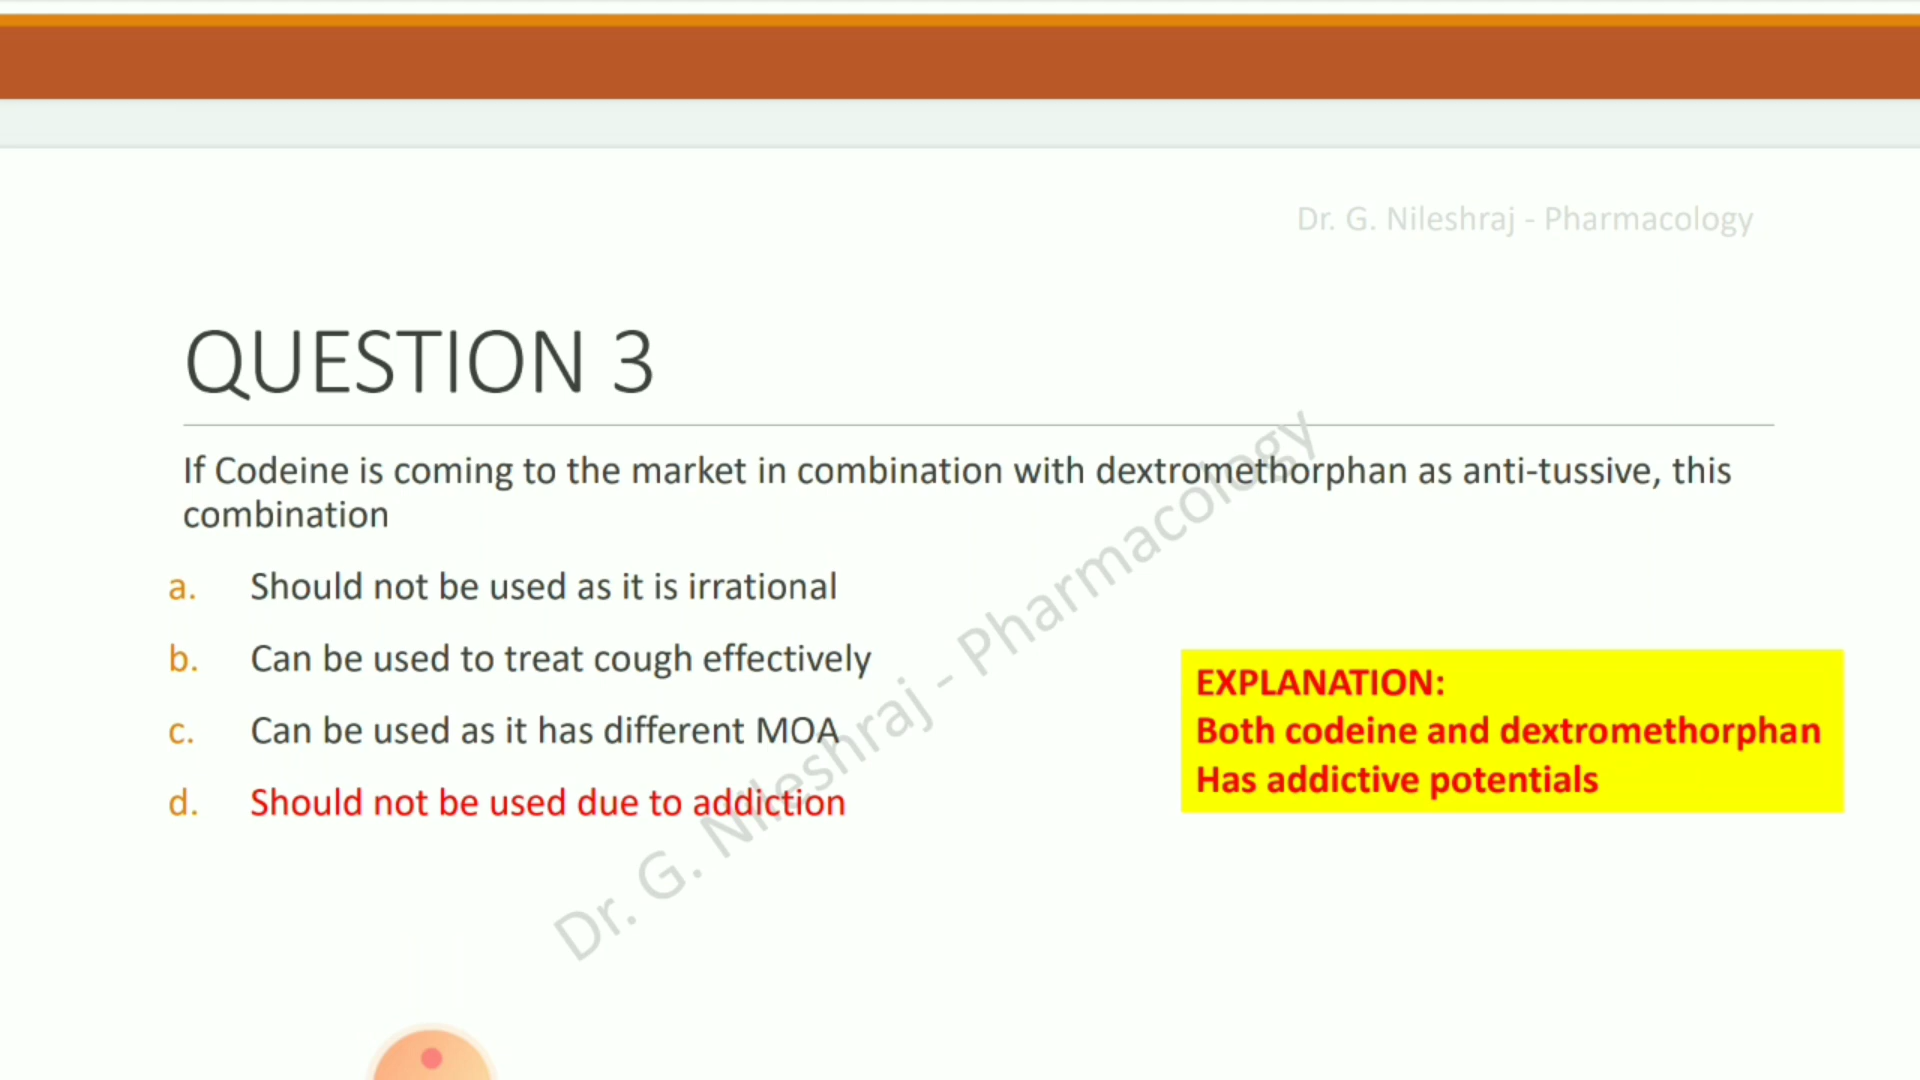 Dr. G. Nileshraj - Pharmacology
QUESTION 3
If Codeine is coming to the market in combination with dextromethorphan as anti-tussive, this
combination
a. Should not be used as it is irrational
b. Can be used to treat cough effectively
c. Can be used as it has different MOA
d. Should not be used due to addiction
EXPLANATION:
Both codeine and dextromethorphan
Has addictive potentials
Dr. G. Nileshraj - Pharmacology